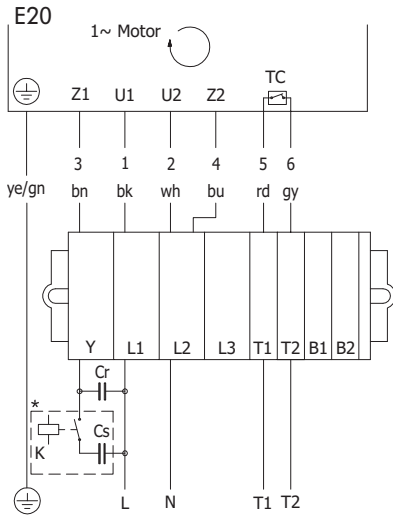 E20
1~ Motor
TC
Z1 U1 U2 Z2
3 1 2 4 5 6
ye/gn bn bk wh bu rd gy
Y L1 L2 L3 T1 T2 B1 B2
Cr
*
Cs
K
L N T1 T2